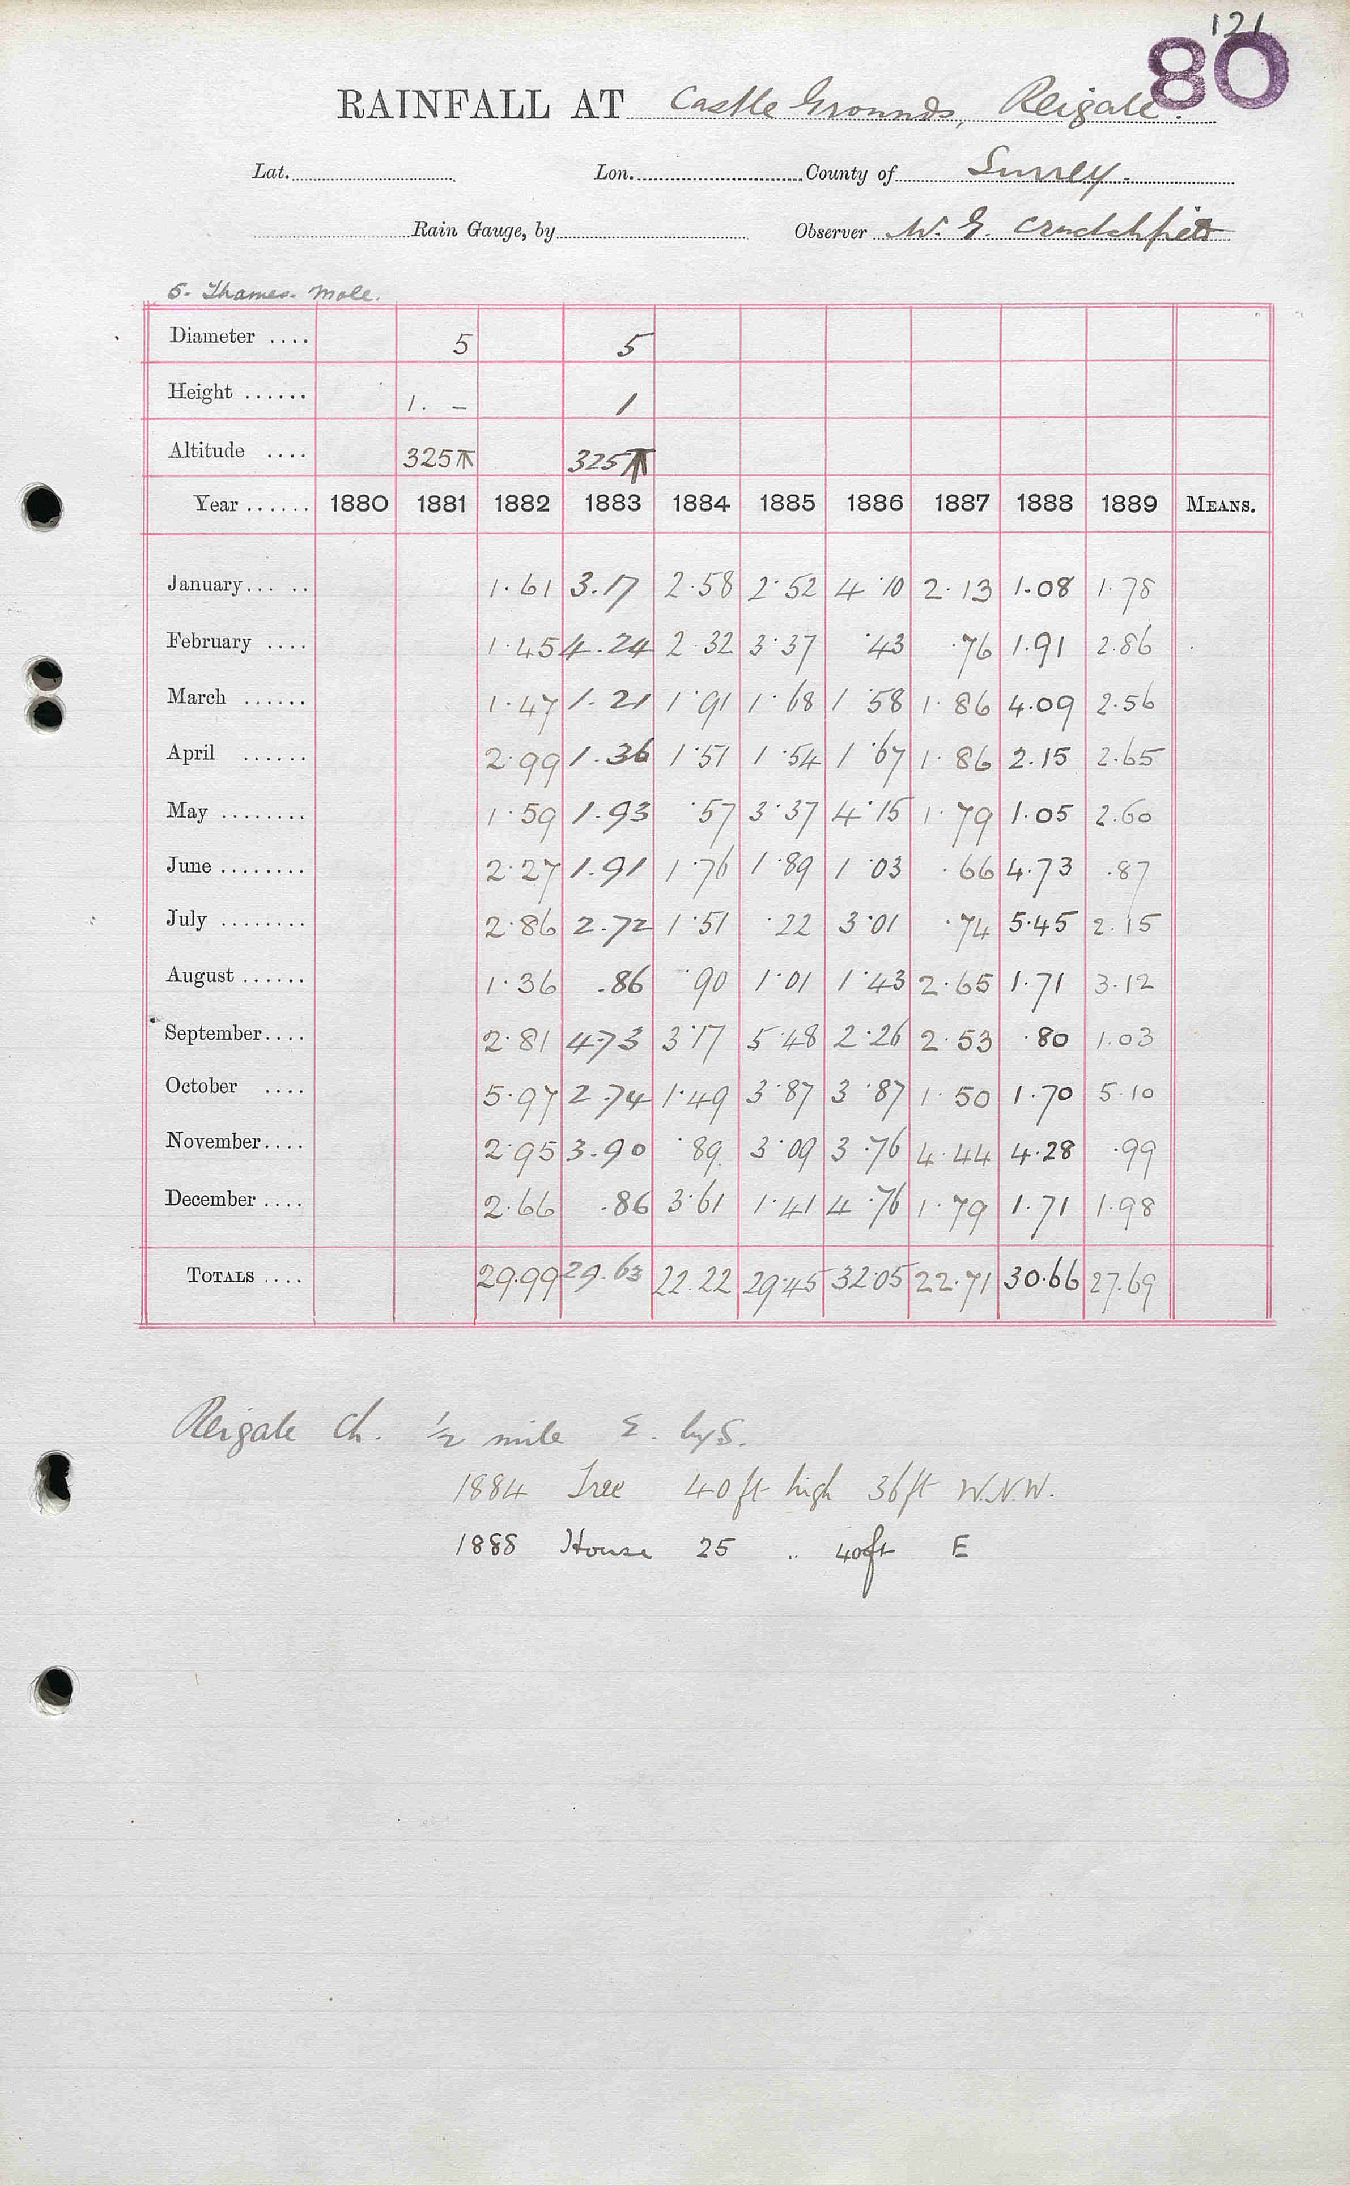 121
80
RAINFALL AT Castle Grounds, Reigate.
Lat. Lon. County of Surrey.
Rain Gauge, by Observer W. G. Crutchfield
5. Thames. Mole.
Diameter .... 5 5
Height ...... 1. – 1
Altitude .... 325 325
Year ...... 1880 1881 1882 1883 1884 1885 1886 1887 1888 1889 MEANS.
January...... 1.61 3.17 2.58 2.52 4.10 2.13 1.08 1.78
February .... 1.45 4.24 2.32 3.37 .43 .76 1.91 2.86
March ...... 1.47 1.21 1.91 1.68 1.58 1.86 4.09 2.56
April ...... 2.99 1.36 1.51 1.54 1.67 1.86 2.15 2.65
May ........ 1.59 1.93 .57 3.37 4.15 1.79 1.05 2.60
June ........ 2.27 1.91 1.76 1.89 1.03 .66 4.73 .87
July ........ 2.86 2.72 1.51 .22 3.01 .74 5.45 2.15
August ...... 1.36 .86 .90 1.01 1.43 2.65 1.71 3.12
September.... 2.81 4.73 3.17 5.48 2.26 2.53 .80 1.03
October .... 5.97 2.74 1.49 3.87 3.87 1.50 1.70 5.10
November.... 2.95 3.90 .89 3.09 3.76 4.44 4.28 .99
December .... 2.66 .86 3.61 1.41 4.76 1.79 1.71 1.98
TOTALS .... 29.99 29.63 22.22 29.45 32.05 22.71 30.66 27.69
Reigate Ch. ½ mile E. by S.
1884 Tree 40ft high 36ft W.N.W.
1888 House 25 .. 40ft E